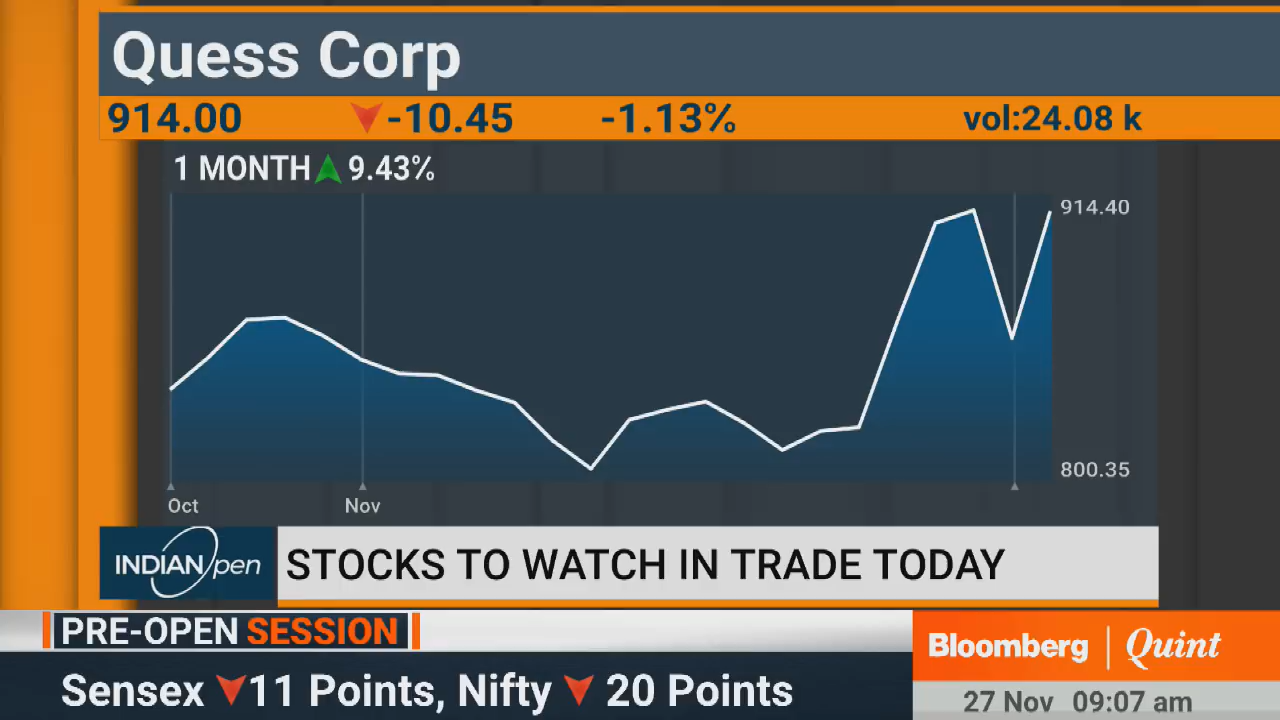 Quess Corp
914.00 -10.45 -1.13% vol:24.08 k
1 MONTH 9.43%
914.40
800.35
Oct Nov
INDIAN Open STOCKS TO WATCH IN TRADE TODAY
PRE-OPEN SESSION
Bloomberg | Quint
Sensex 11 Points, Nifty 20 Points
27 Nov 09:07 am